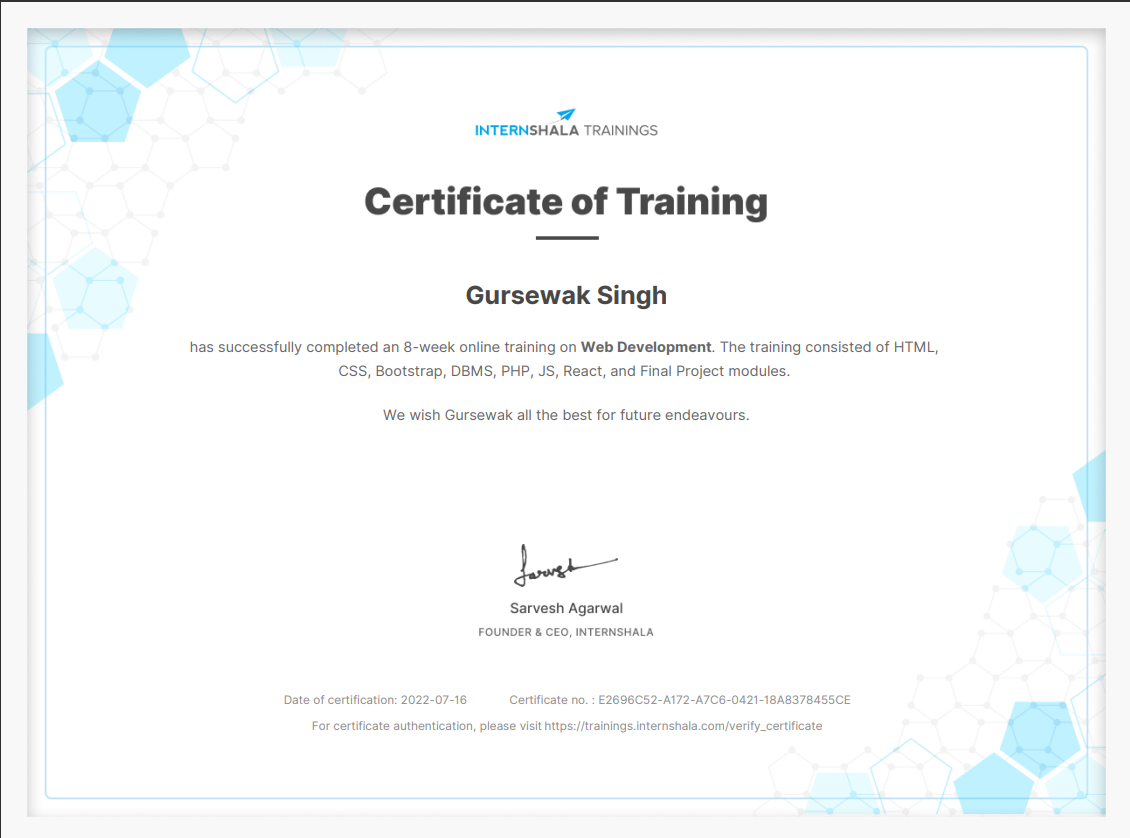 INTERNSHALA TRAININGS
Certificate of Training
Gursewak Singh
has successfully completed an 8-week online training on Web Development. The training consisted of HTML,
CSS, Bootstrap, DBMS, PHP, JS, React, and Final Project modules.
We wish Gursewak all the best for future endeavours.
Sarvesh
Sarvesh Agarwal
FOUNDER & CEO, INTERNSHALA
Date of certification: 2022-07-16 Certificate no. : E2696C52-A172-A7C6-0421-18A8378455CE
For certificate authentication, please visit https://trainings.internshala.com/verify_certificate